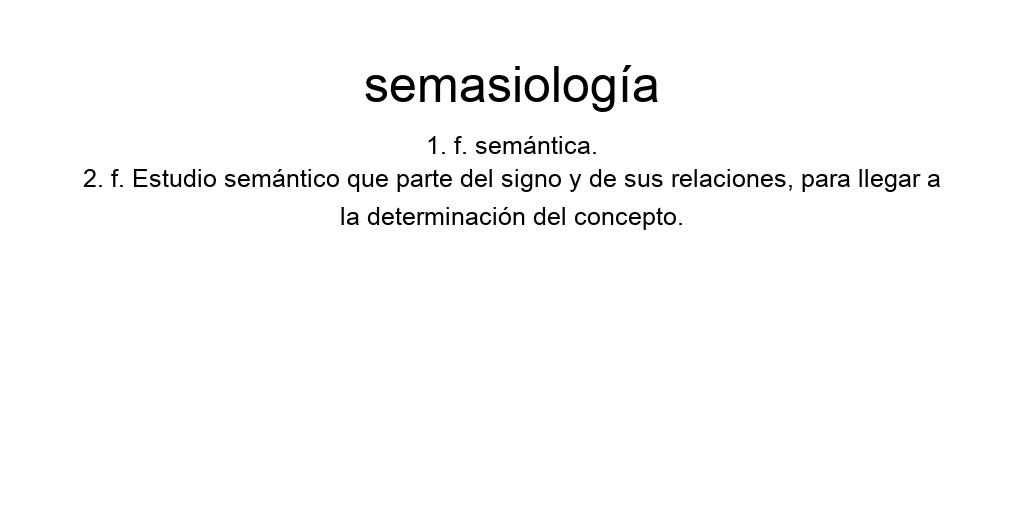 semasiología
1. f. semántica.
2. f. Estudio semántico que parte del signo y de sus relaciones, para llegar a
la determinación del concepto.